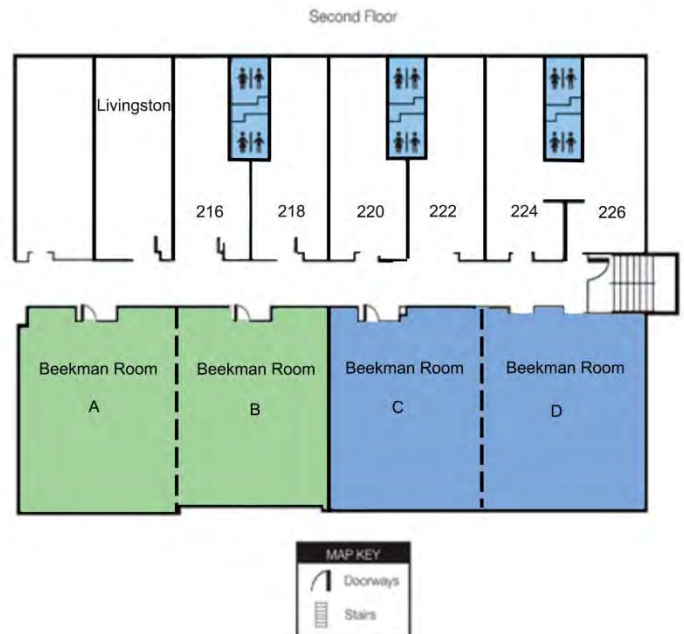 Second Floor
Livingston
216
218
220
222
224
226
Beekman Room
A
Beekman Room
B
Beekman Room
C
Beekman Room
D
MAP KEY
Doorways
Stairs